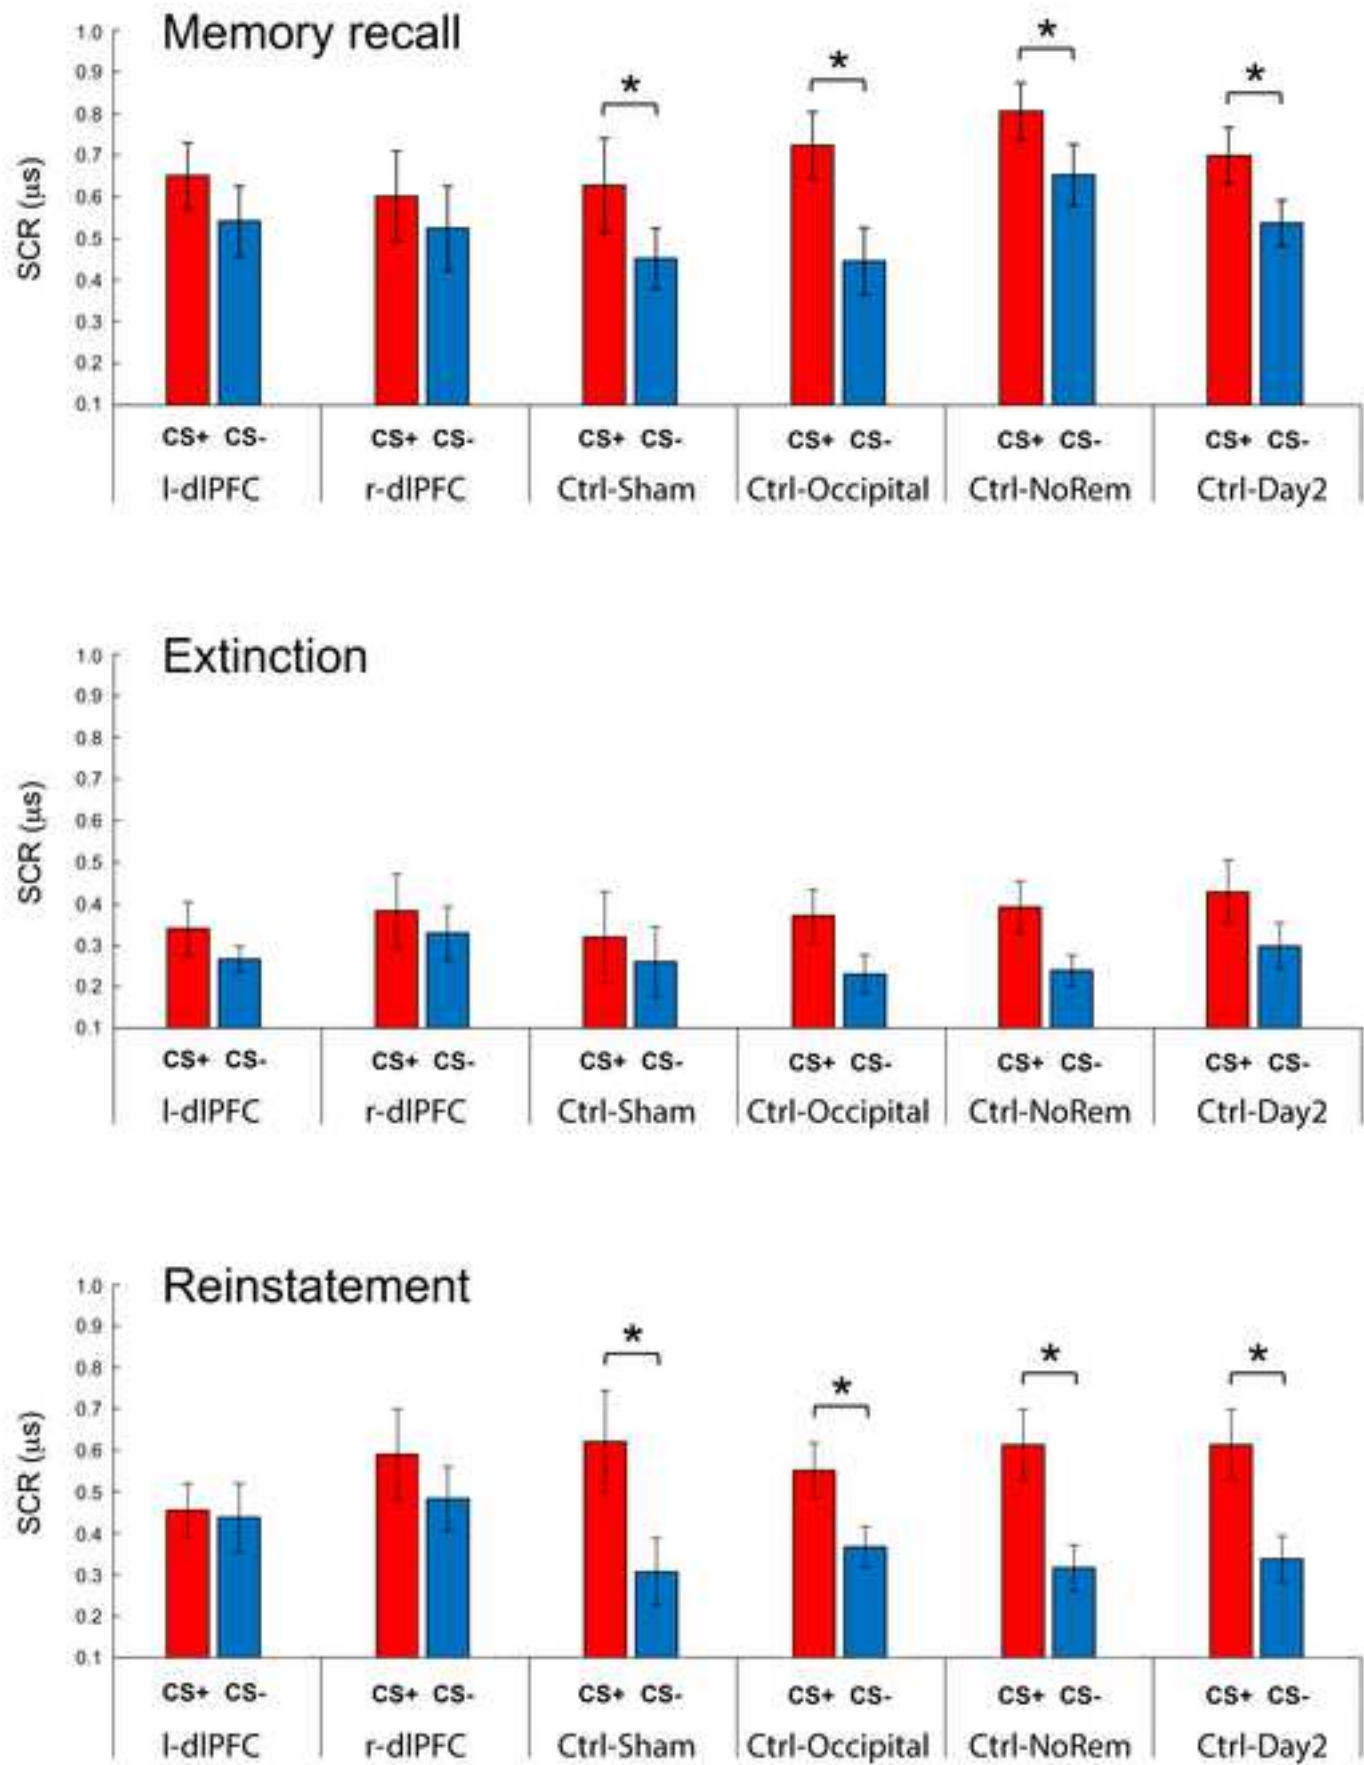 Memory recall
SCR (µs)
1.0
0.9
0.8
0.7
0.6
0.5
0.4
0.3
0.2
0.1
* * * *
CS+ CS- CS+ CS- CS+ CS- CS+ CS- CS+ CS- CS+ CS-
l-dlPFC r-dlPFC Ctrl-Sham Ctrl-Occipital Ctrl-NoRem Ctrl-Day2
Extinction
SCR (µs)
1.0
0.9
0.8
0.7
0.6
0.5
0.4
0.3
0.2
0.1
CS+ CS- CS+ CS- CS+ CS- CS+ CS- CS+ CS- CS+ CS-
l-dlPFC r-dlPFC Ctrl-Sham Ctrl-Occipital Ctrl-NoRem Ctrl-Day2
Reinstatement
SCR (µs)
1.0
0.9
0.8
0.7
0.6
0.5
0.4
0.3
0.2
0.1
* * * *
CS+ CS- CS+ CS- CS+ CS- CS+ CS- CS+ CS- CS+ CS-
l-dlPFC r-dlPFC Ctrl-Sham Ctrl-Occipital Ctrl-NoRem Ctrl-Day2